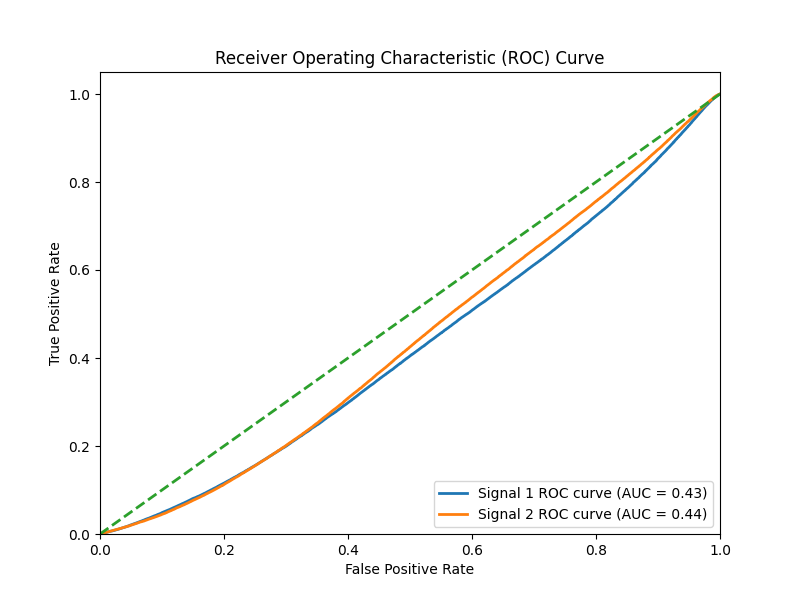 Receiver Operating Characteristic (ROC) Curve
1.0
0.8
0.6
0.4
0.2
0.0
True Positive Rate
Signal 1 ROC curve (AUC = 0.43)
Signal 2 ROC curve (AUC = 0.44)
0.0 0.2 0.4 0.6 0.8 1.0
False Positive Rate